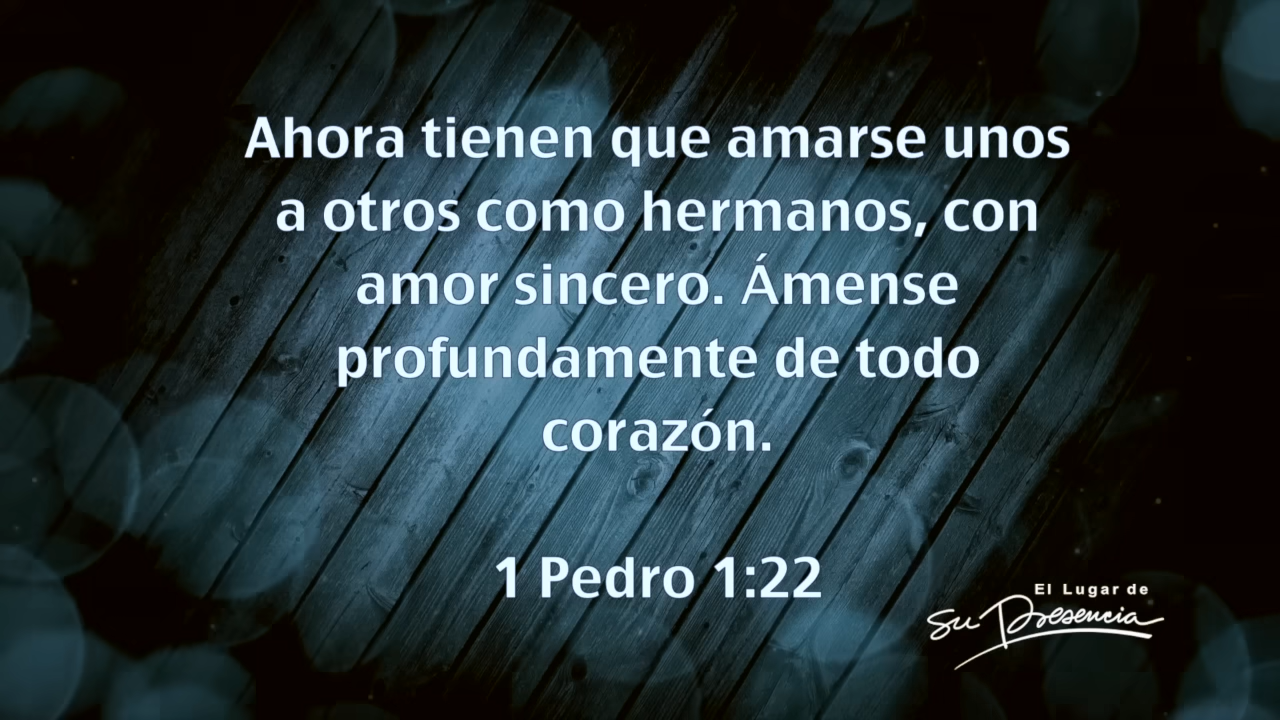 Ahora tienen que amarse unos
a otros como hermanos, con
amor sincero. Ámense
profundamente de todo
corazón.
1 Pedro 1:22
El Lugar de
Su Presencia